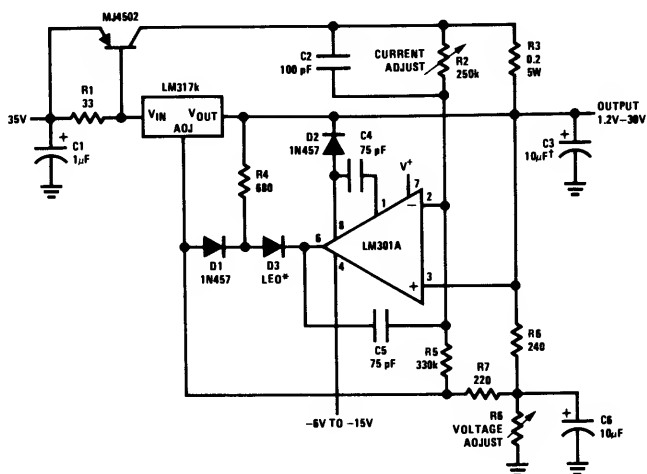 MJ4502
C2
100 pF
CURRENT
ADJUST
R2
250k
R3
0.2
5W
R1
33
LM317k
VIN
VOUT
AOJ
35V
C1
1μF
+
OUTPUT
1.2V–30V
+
C3
10μF†
D2
1N457
C4
75 pF
V+
7
R4
680
8
1
2
–
LM301A
6
4
3
+
D1
1N457
D3
LEO*
C5
75 pF
R5
330k
R6
240
R7
220
–6V TO –15V
R6
VOLTAGE
ADJUST
+
C6
10μF